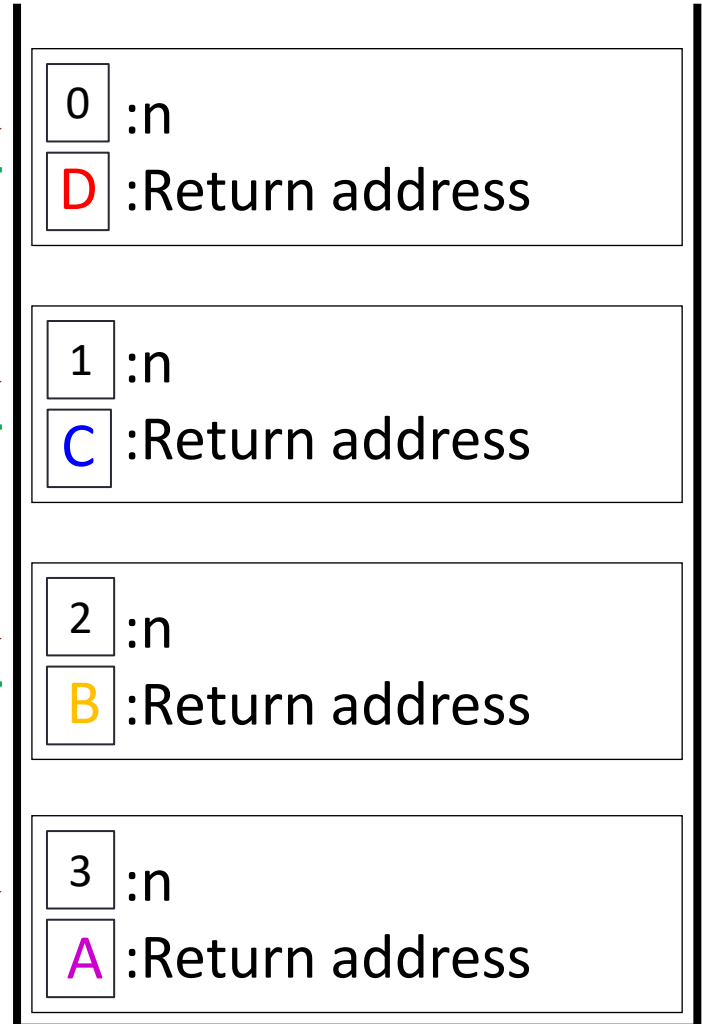 0 :n
D :Return address
1 :n
C :Return address
2 :n
B :Return address
3 :n
A :Return address